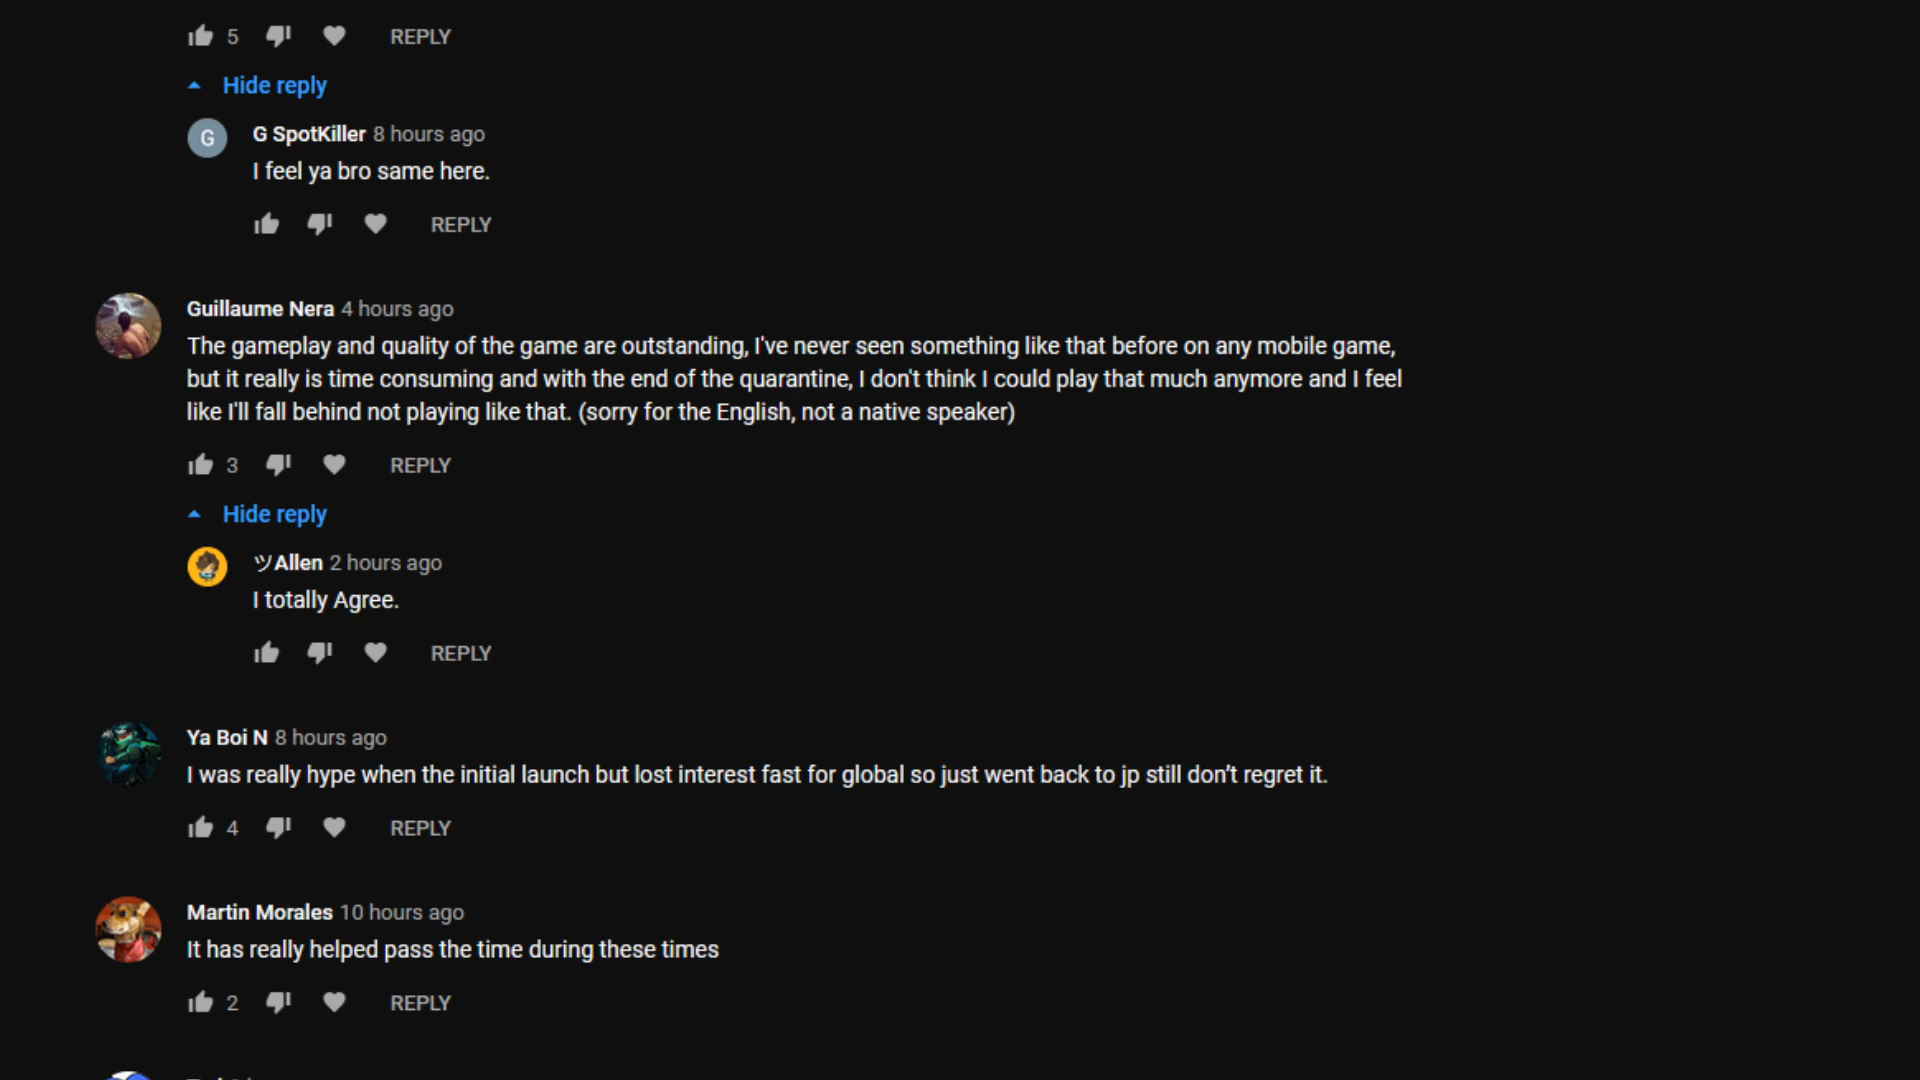 5 REPLY
Hide reply
G
G SpotKiller 8 hours ago
I feel ya bro same here.
REPLY
Guillaume Nera 4 hours ago
The gameplay and quality of the game are outstanding, I've never seen something like that before on any mobile game,
but it really is time consuming and with the end of the quarantine, I don't think I could play that much anymore and I feel
like I'll fall behind not playing like that. (sorry for the English, not a native speaker)
3 REPLY
Hide reply
ツAllen 2 hours ago
I totally Agree.
REPLY
Ya Boi N 8 hours ago
I was really hype when the initial launch but lost interest fast for global so just went back to jp still don’t regret it.
4 REPLY
Martin Morales 10 hours ago
It has really helped pass the time during these times
2 REPLY